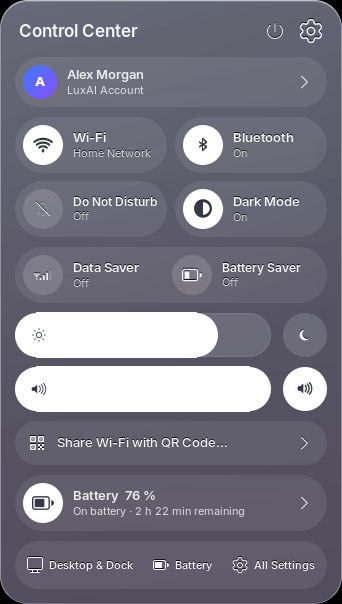 Control Center
A
Alex Morgan
LuxAI Account
Wi-Fi
Home Network
Bluetooth
On
Do Not Disturb
Off
Dark Mode
On
Data Saver
Off
Battery Saver
Off
Share Wi-Fi with QR Code...
Battery 76 %
On battery · 2 h 22 min remaining
Desktop & Dock
Battery
All Settings